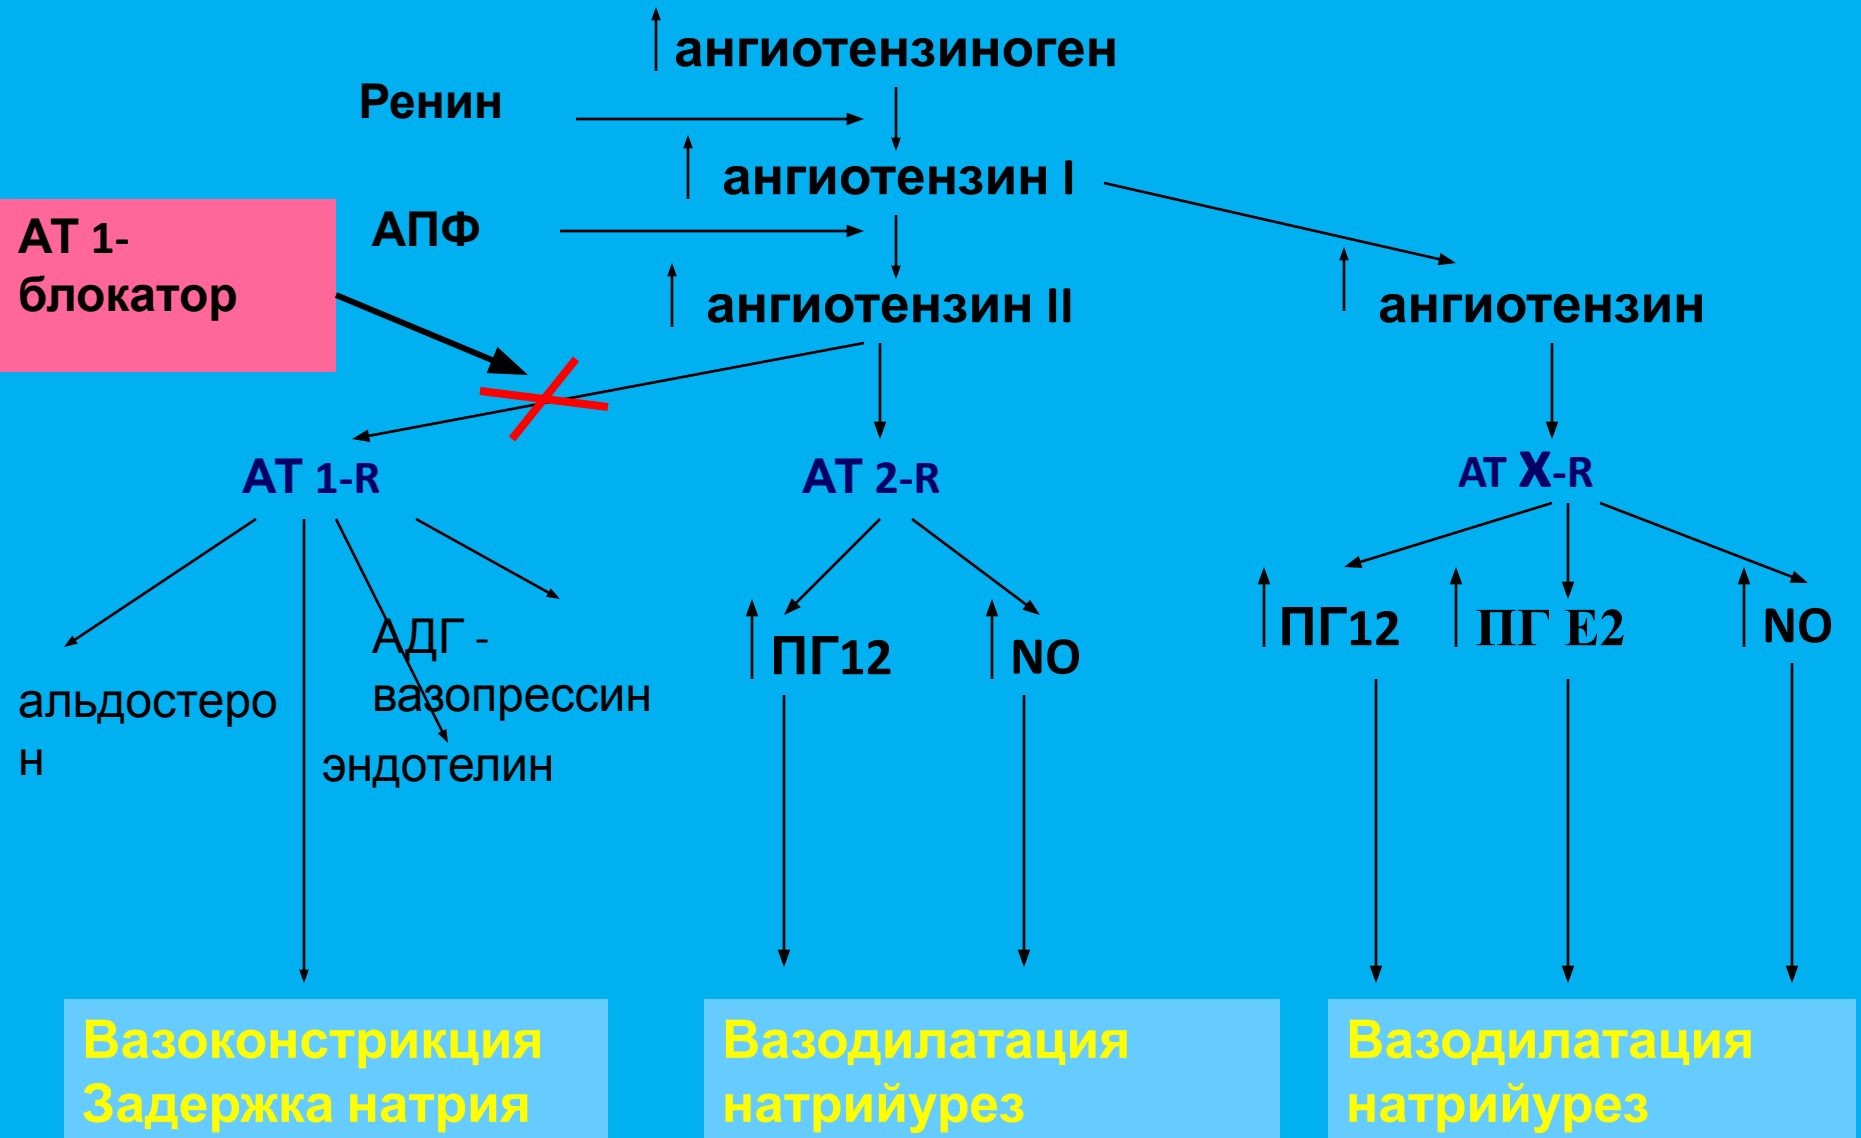 ангиотензиноген
Ренин
ангиотензин I
АПФ
АТ 1-
блокатор
ангиотензин II
ангиотензин
АТ 1-R
АТ 2-R
АТ X-R
альдостеро
н
АДГ -
вазопрессин
эндотелин
ПГ12
NO
ПГ12
ПГ Е2
NO
Вазоконстрикция
Задержка натрия
Вазодилатация
натрийурез
Вазодилатация
натрийурез